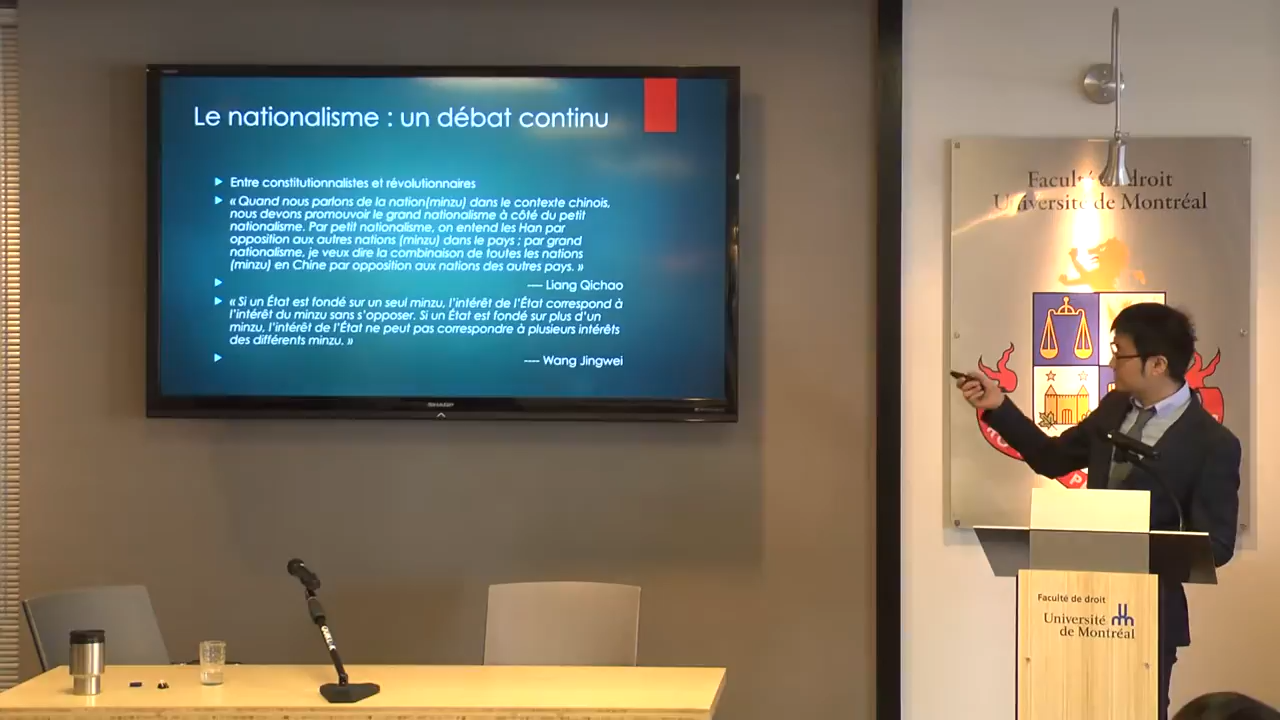 Le nationalisme : un débat continu
Entre constitutionnalistes et révolutionnaires
« Quand nous parlons de la nation(minzu) dans le contexte chinois,
nous devons promouvoir le grand nationalisme à côté du petit
nationalisme. Par petit nationalisme, on entend les Han par
opposition aux autres nations (minzu) dans le pays ; par grand
nationalisme, je veux dire la combinaison de toutes les nations
(minzu) en Chine par opposition aux nations des autres pays. »
---- Liang Qichao
« Si un État est fondé sur un seul minzu, l'intérêt de l'État correspond à
l'intérêt du minzu sans s'opposer. Si un État est fondé sur plus d'un
minzu, l'intérêt de l'État ne peut pas correspondre à plusieurs intérêts
des différents minzu. »
---- Wang Jingwei
SHARP
Faculté de droit
Université de Montréal
Faculté de droit
Université
de Montréal